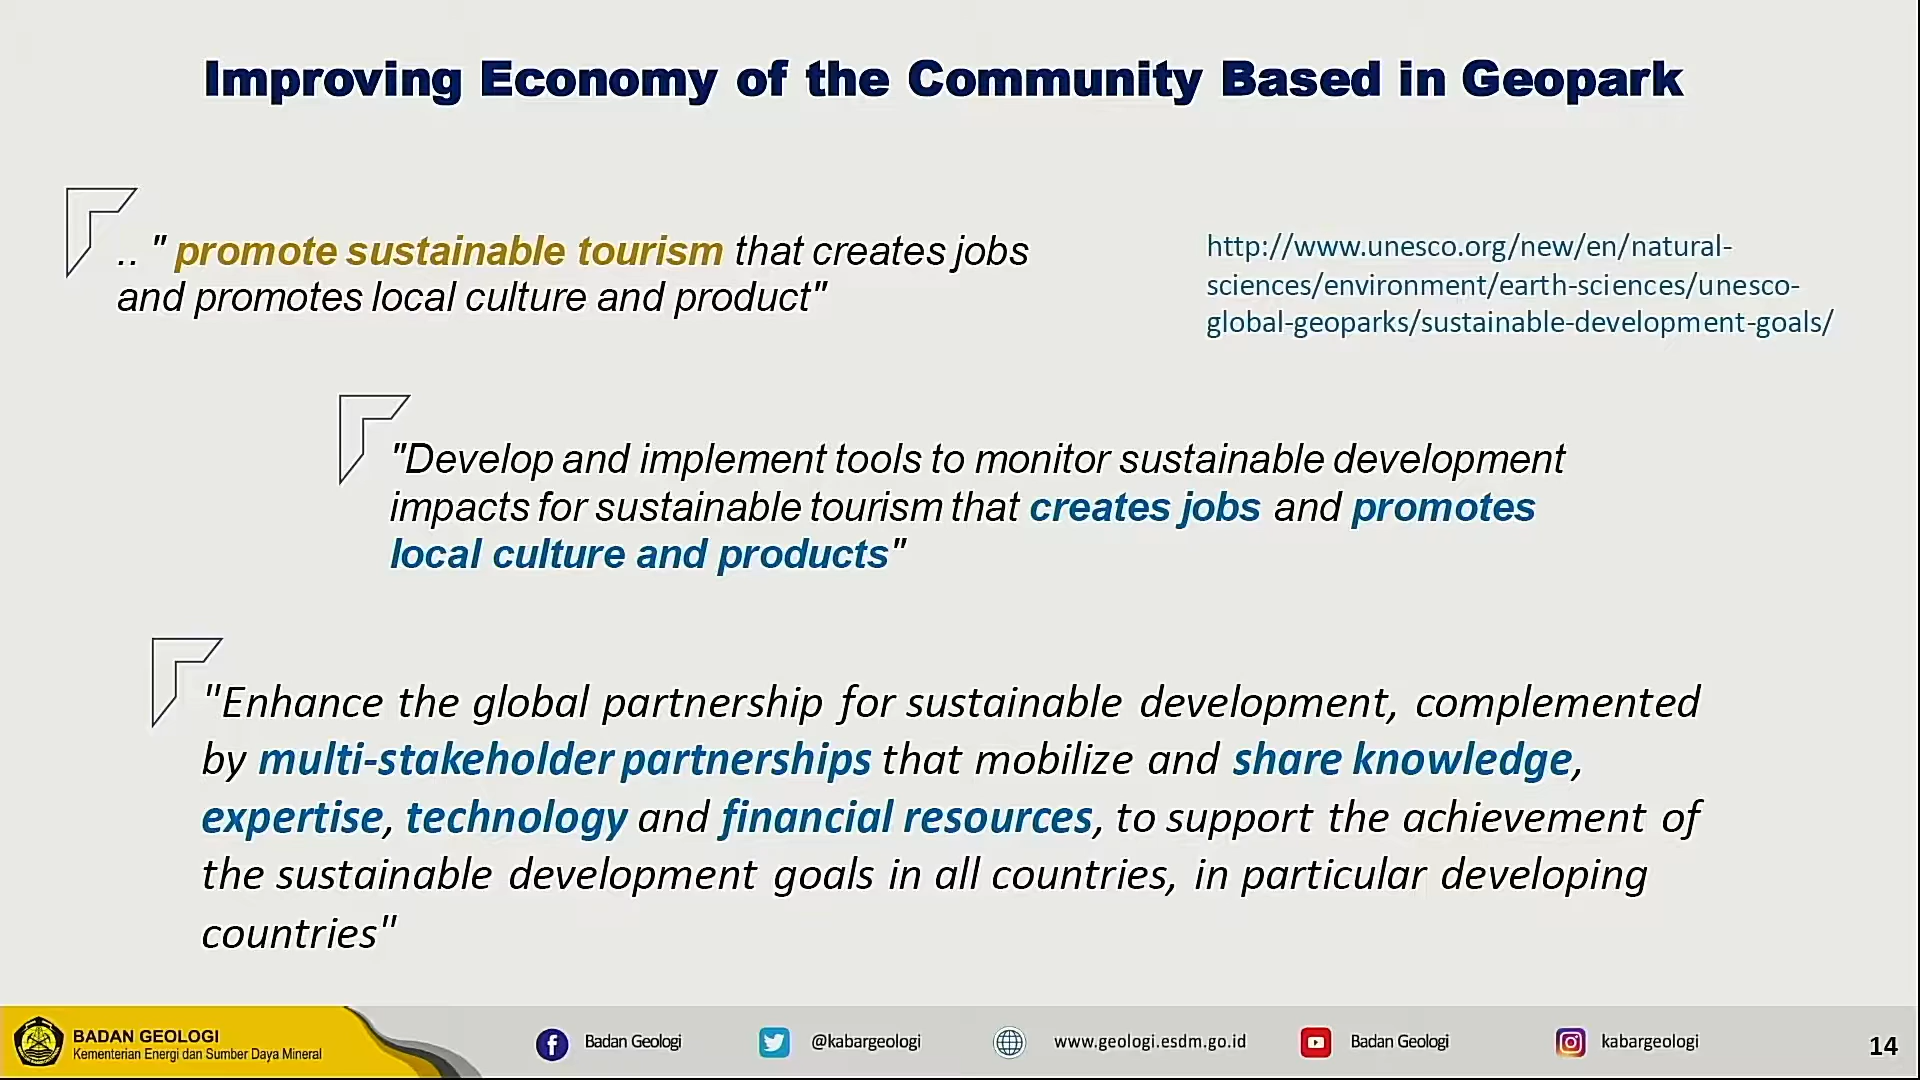 Improving Economy of the Community Based in Geopark
.. " promote sustainable tourism that creates jobs
and promotes local culture and product"
http://www.unesco.org/new/en/natural-
sciences/environment/earth-sciences/unesco-
global-geoparks/sustainable-development-goals/
"Develop and implement tools to monitor sustainable development
impacts for sustainable tourism that creates jobs and promotes
local culture and products"
"Enhance the global partnership for sustainable development, complemented
by multi-stakeholder partnerships that mobilize and share knowledge,
expertise, technology and financial resources, to support the achievement of
the sustainable development goals in all countries, in particular developing
countries"
BADAN GEOLOGI
Kementerian Energi dan Sumber Daya Mineral
Badan Geologi
@kabargeologi
www.geologi.esdm.go.id
Badan Geologi
kabargeologi
14